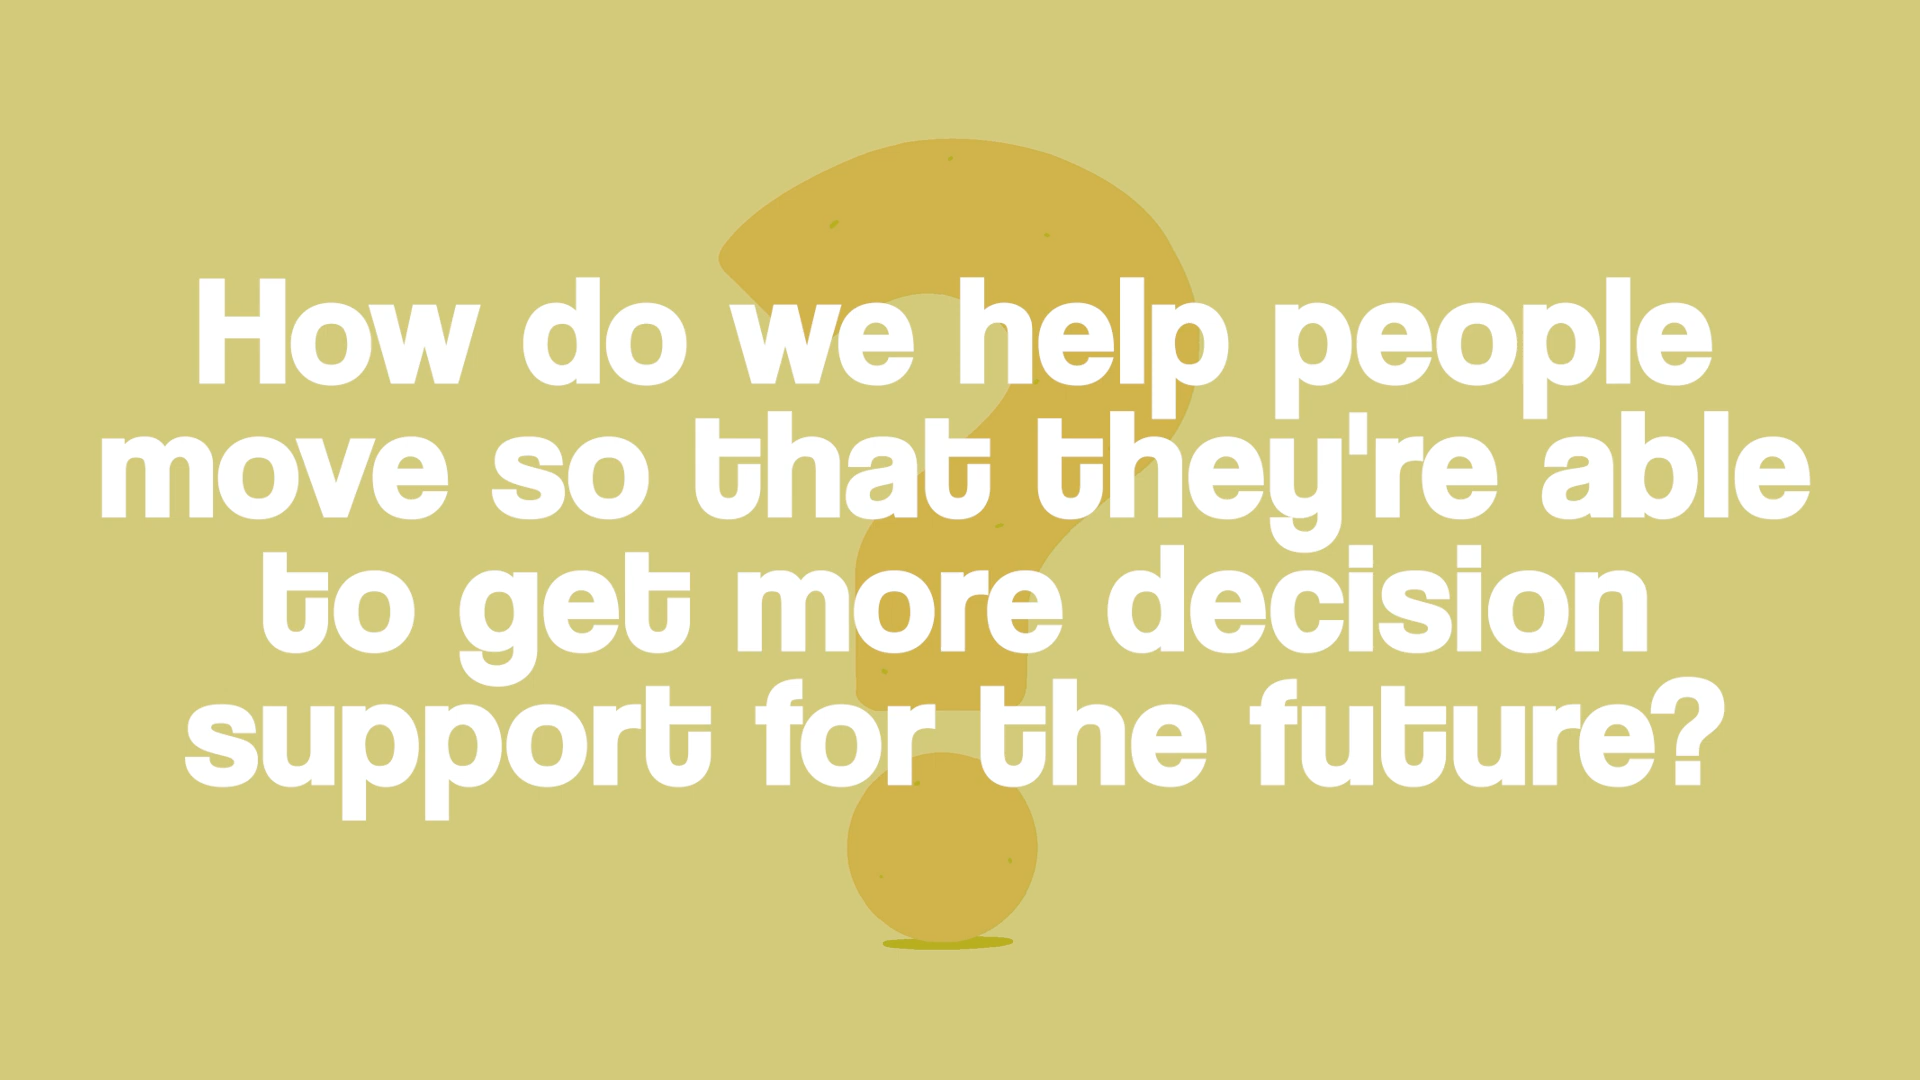 How do we help people
move so that they're able
to get more decision
support for the future?